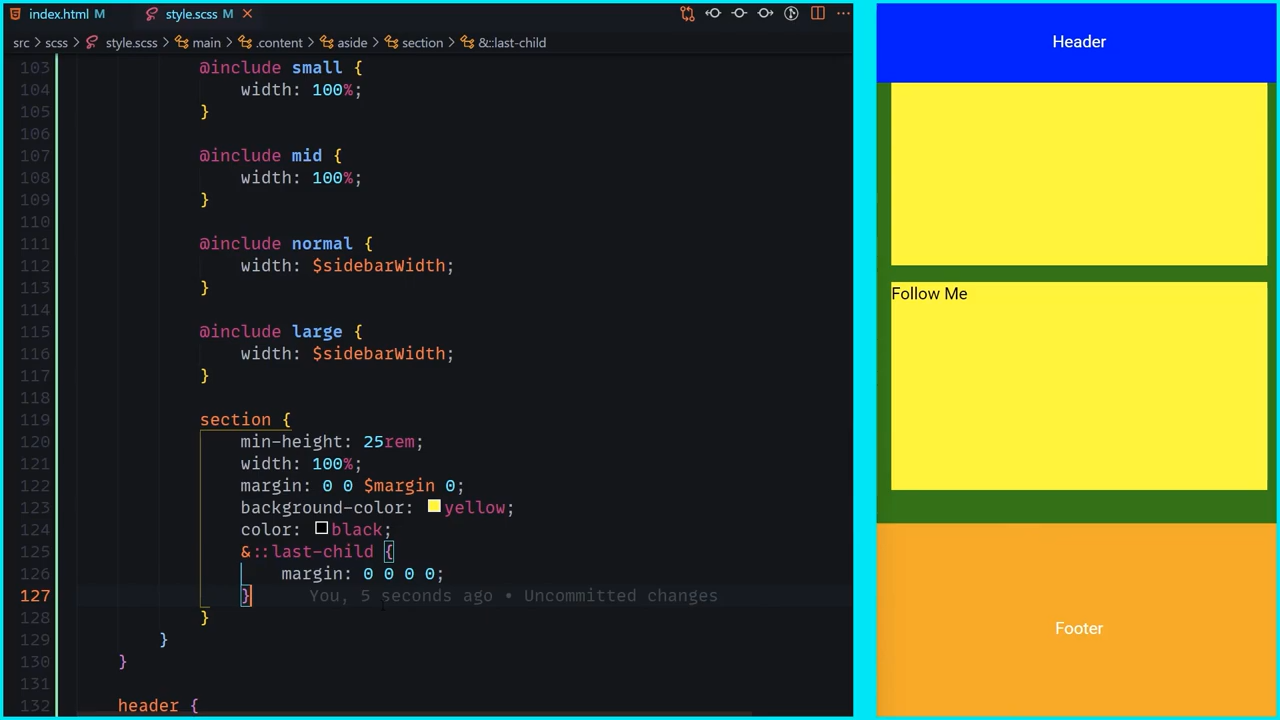 index.html M
style.scss M
src > scss > style.scss > main > .content > aside > section > &::last-child
103 @include small {
104 width: 100%;
105 }
106
107 @include mid {
108 width: 100%;
109 }
110
111 @include normal {
112 width: $sidebarWidth;
113 }
114
115 @include large {
116 width: $sidebarWidth;
117 }
118
119 section {
120 min-height: 25rem;
121 width: 100%;
122 margin: 0 0 $margin 0;
123 background-color: yellow;
124 color: black;
125 &::last-child {
126 margin: 0 0 0 0;
127 } You, 5 seconds ago • Uncommitted changes
128 }
129 }
130 }
131
132 header {
Header
Follow Me
Footer